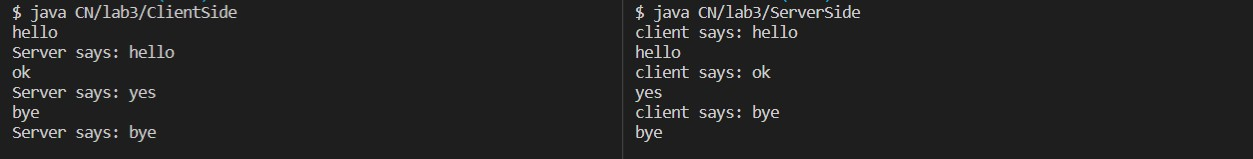 $ java CN/lab3/ClientSide
hello
Server says: hello
ok
Server says: yes
bye
Server says: bye
$ java CN/lab3/ServerSide
client says: hello
hello
client says: ok
yes
client says: bye
bye